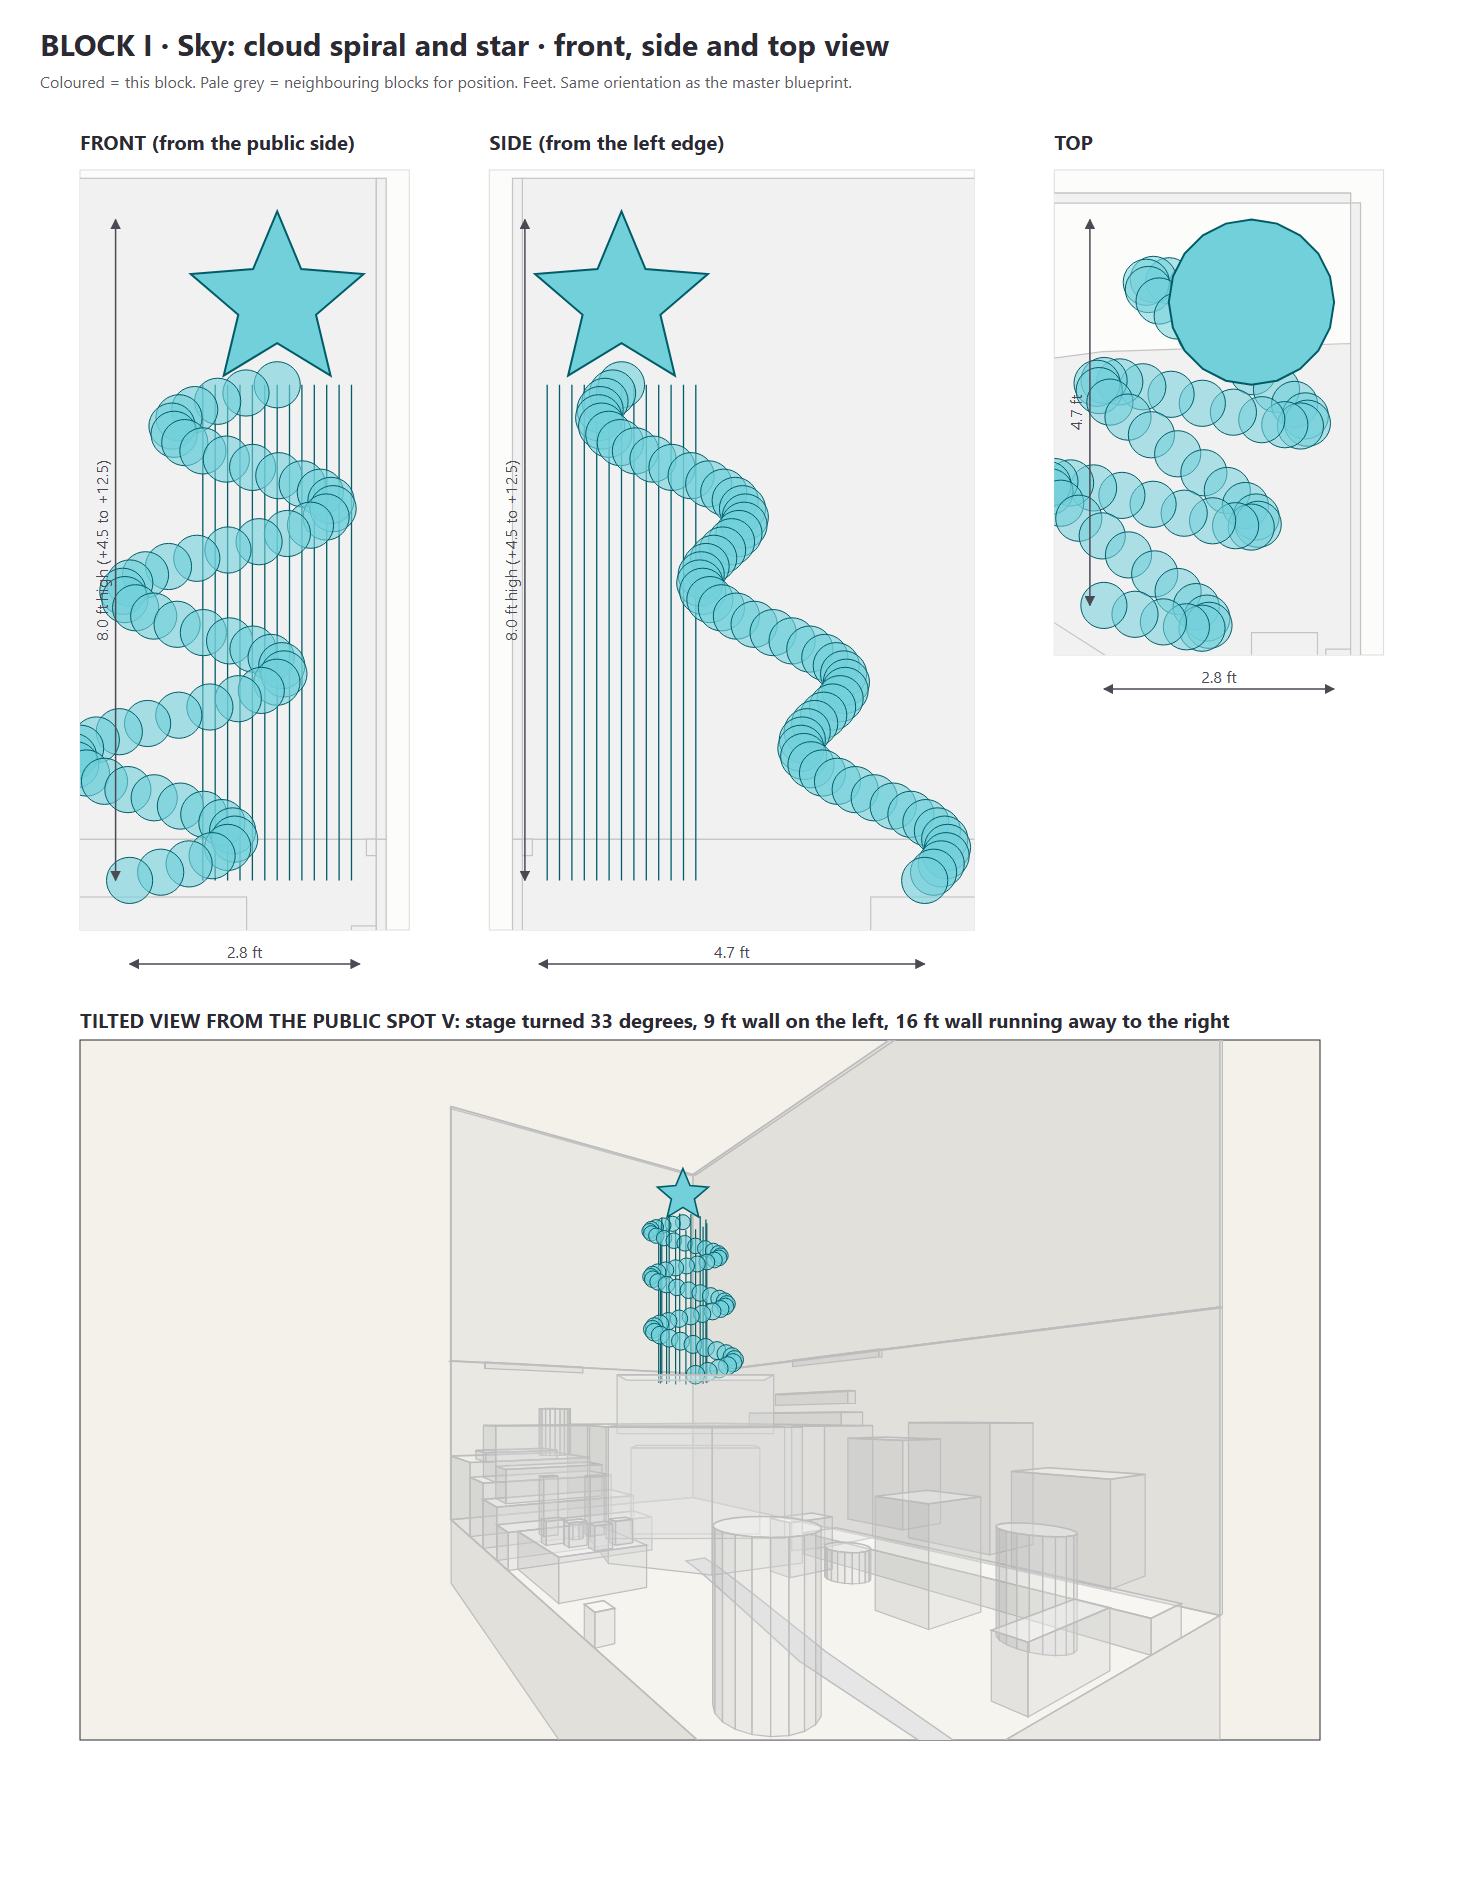 BLOCK I · Sky: cloud spiral and star · front, side and top view
Coloured = this block. Pale grey = neighbouring blocks for position. Feet. Same orientation as the master blueprint.
FRONT (from the public side)
SIDE (from the left edge)
TOP
8.0 ft high (+4.5 to +12.5)
8.0 ft high (+4.5 to +12.5)
4.7 ft
2.8 ft
2.8 ft
4.7 ft
TILTED VIEW FROM THE PUBLIC SPOT V: stage turned 33 degrees, 9 ft wall on the left, 16 ft wall running away to the right